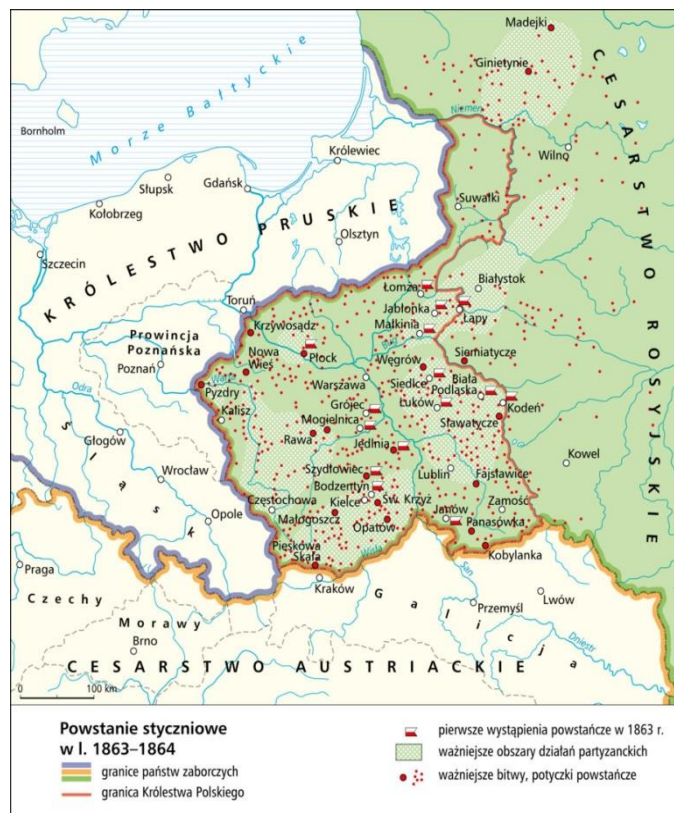 Madejki
Ginietynie
CESARSTWO ROSYJSKIE
Morze Bałtyckie
Bornholm
Niemen
Wilno
Królewiec
Słupsk
Gdańsk
Kołobrzeg
Suwałki
Olsztyn
Szczecin
KRÓLESTWO PRUSKIE
Białystok
Łomża
Toruń
Jabłonka
Łapy
Krzywosądz
Małkinia
Prowincja
Poznańska
Nowa
Wieś
Płock
Węgrów
Siemiatycze
Poznań
Warszawa
Siedlce
Biała
Podlaska
Odra
Pyzdry
Kalisz
Grójec
Łuków
Kodeń
Mogielnica
Sławatycze
Głogów
Rawa
Jedlnia
Śląsk
Szydłowiec
Lublin
Kowel
Wrocław
Bodzentyn
Fajsławice
Częstochowa
Kielce
Św. Krzyż
Zamość
Opole
Małogoszcz
Opatów
Janów
Panasówka
Pieskowa
Skała
Wisła
Kobylanka
Praga
Kraków
San
Lwów
Czechy
Galicja
Przemyśl
Morawy
Brno
Dniestr
CESARSTWO AUSTRIACKIE
0 100 km
Powstanie styczniowe
w l. 1863–1864
granice państw zaborczych
granica Królestwa Polskiego
pierwsze wystąpienia powstańcze w 1863 r.
ważniejsze obszary działań partyzanckich
ważniejsze bitwy, potyczki powstańcze